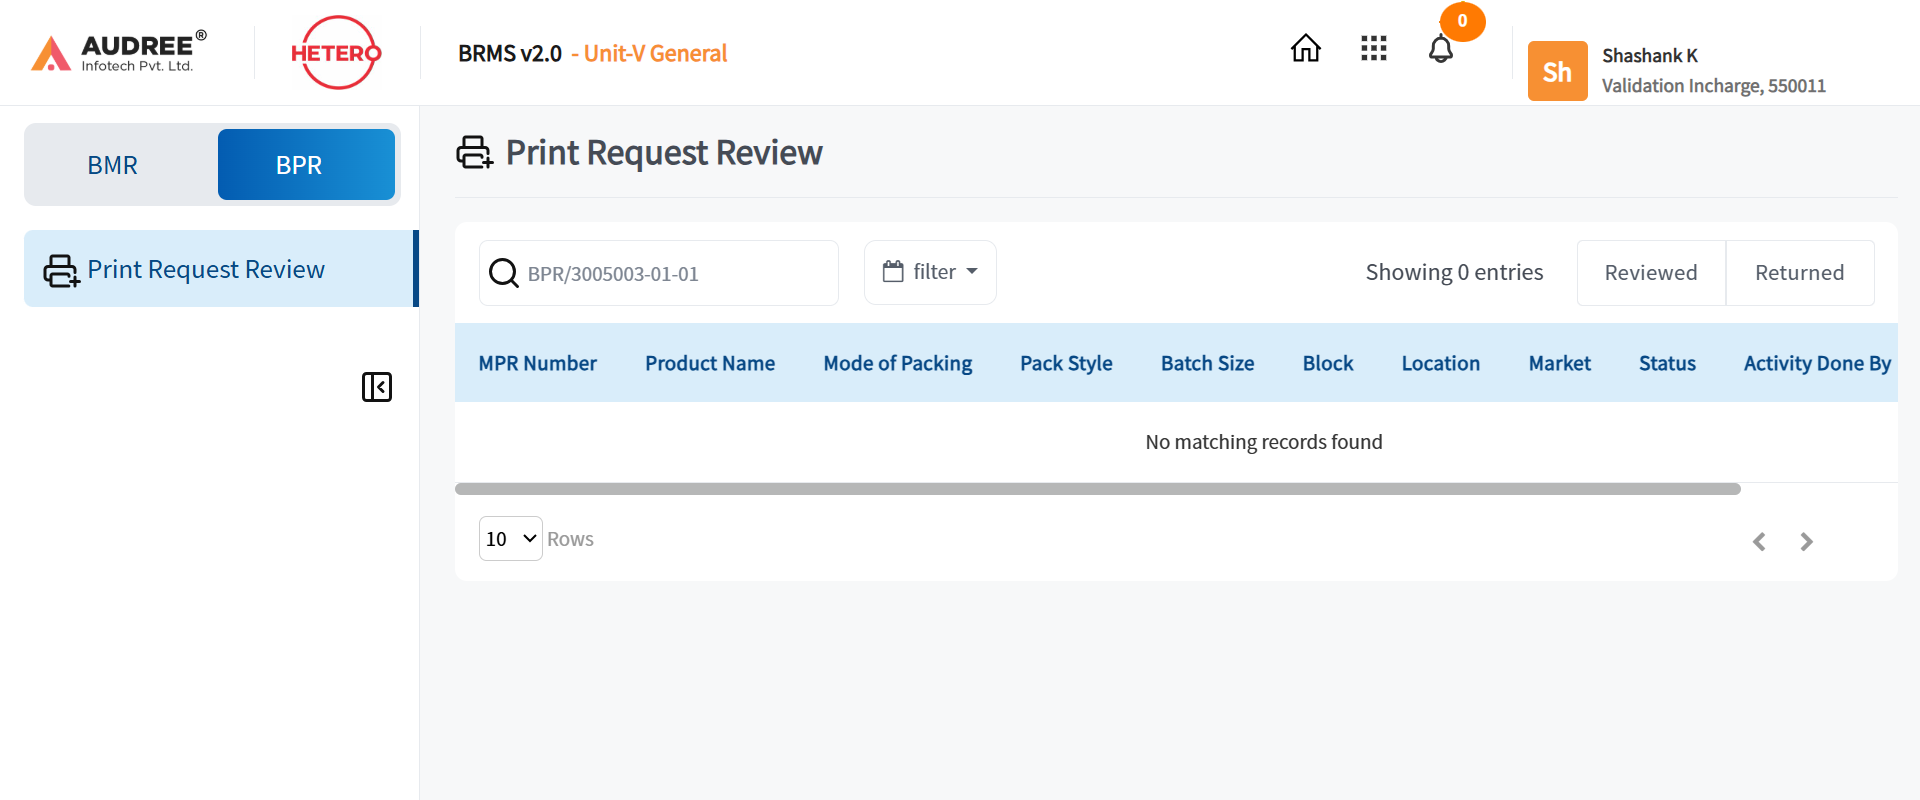 AUDREE®
Infotech Pvt. Ltd.
HETERO
BRMS v2.0 - Unit-V General
0
Sh
Shashank K
Validation Incharge, 550011
BMR
BPR
Print Request Review
Print Request Review
BPR/3005003-01-01
filter
Showing 0 entries
Reviewed
Returned
MPR Number Product Name Mode of Packing Pack Style Batch Size Block Location Market Status Activity Done By
No matching records found
10 Rows